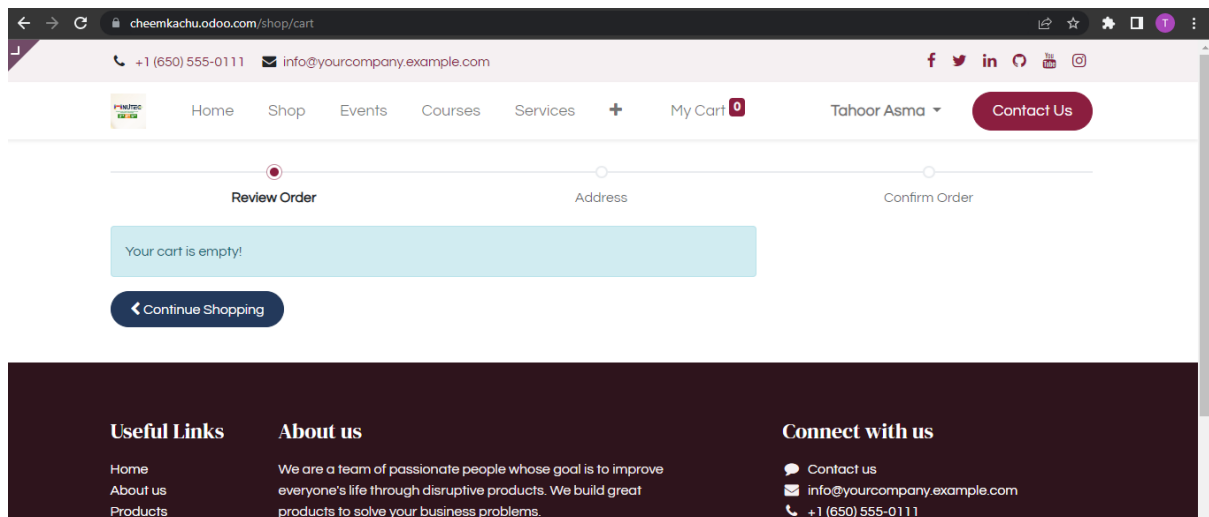 cheemkachu.odoo.com/shop/cart
T
+1 (650) 555-0111 info@yourcompany.example.com
You Tube
Home Shop Events Courses Services + My Cart 0 Tahoor Asma Contact Us
Review Order Address Confirm Order
Your cart is empty!
Continue Shopping
Useful Links About us Connect with us
Home We are a team of passionate people whose goal is to improve Contact us
About us everyone's life through disruptive products. We build great info@yourcompany.example.com
Products products to solve your business problems. +1 (650) 555-0111